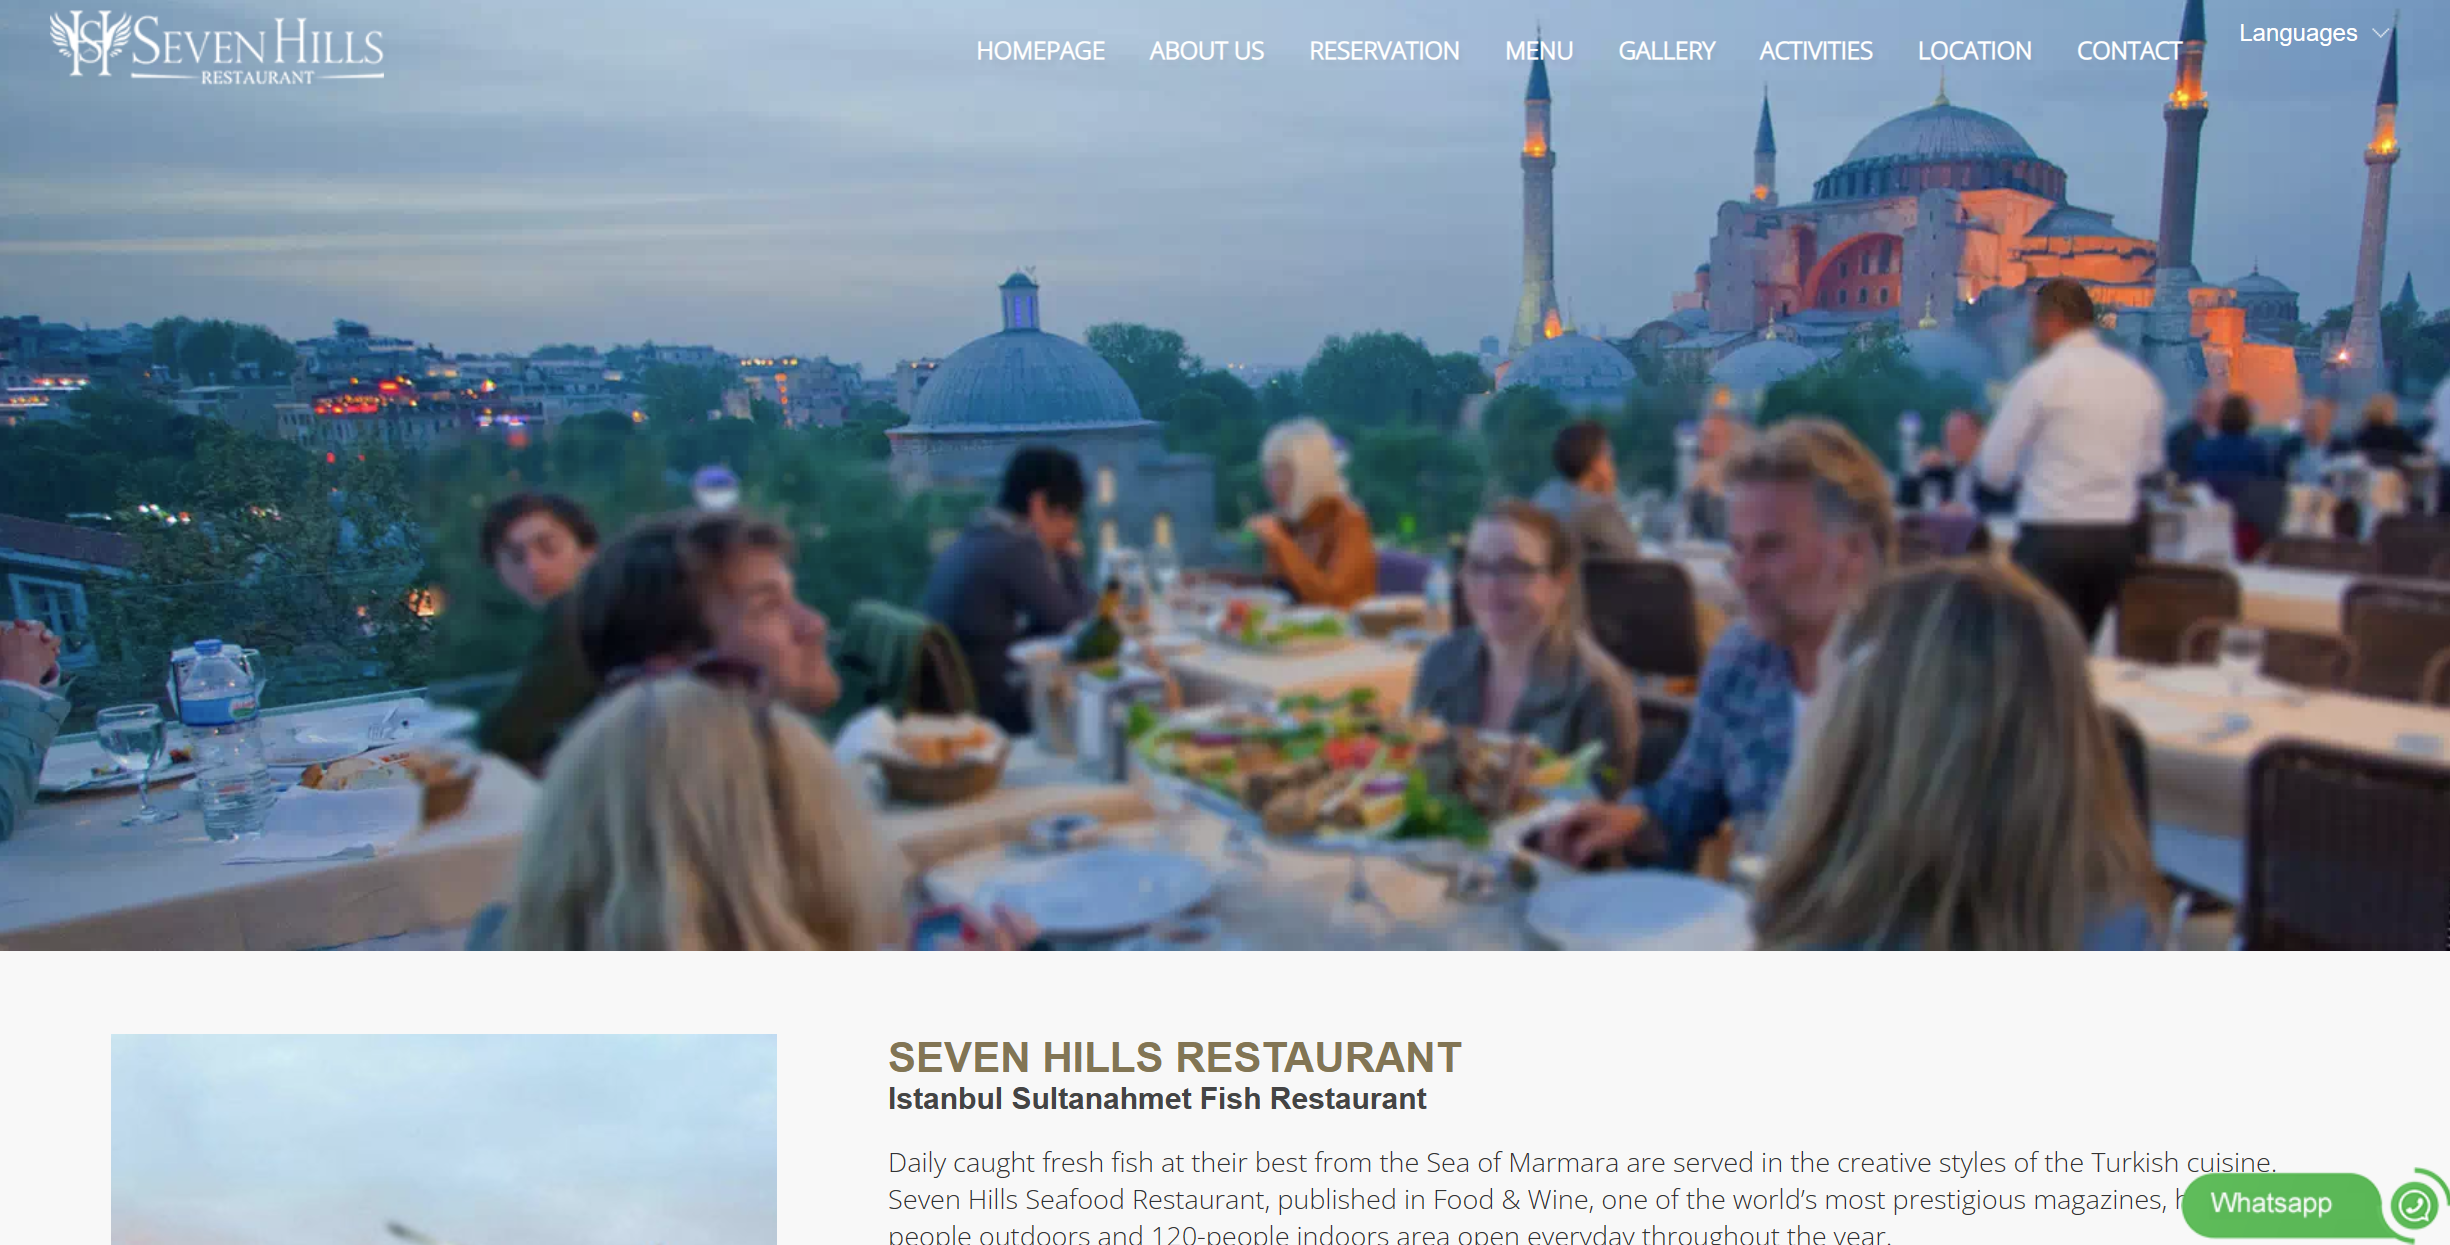 SEVEN HILLS
RESTAURANT
HOMEPAGE ABOUT US RESERVATION MENU GALLERY ACTIVITIES LOCATION CONTACT Languages
SEVEN HILLS RESTAURANT
Istanbul Sultanahmet Fish Restaurant
Daily caught fresh fish at their best from the Sea of Marmara are served in the creative styles of the Turkish cuisine.
Seven Hills Seafood Restaurant, published in Food & Wine, one of the world’s most prestigious magazines,
people outdoors and 120-people indoors area open everyday throughout the year.
Whatsapp